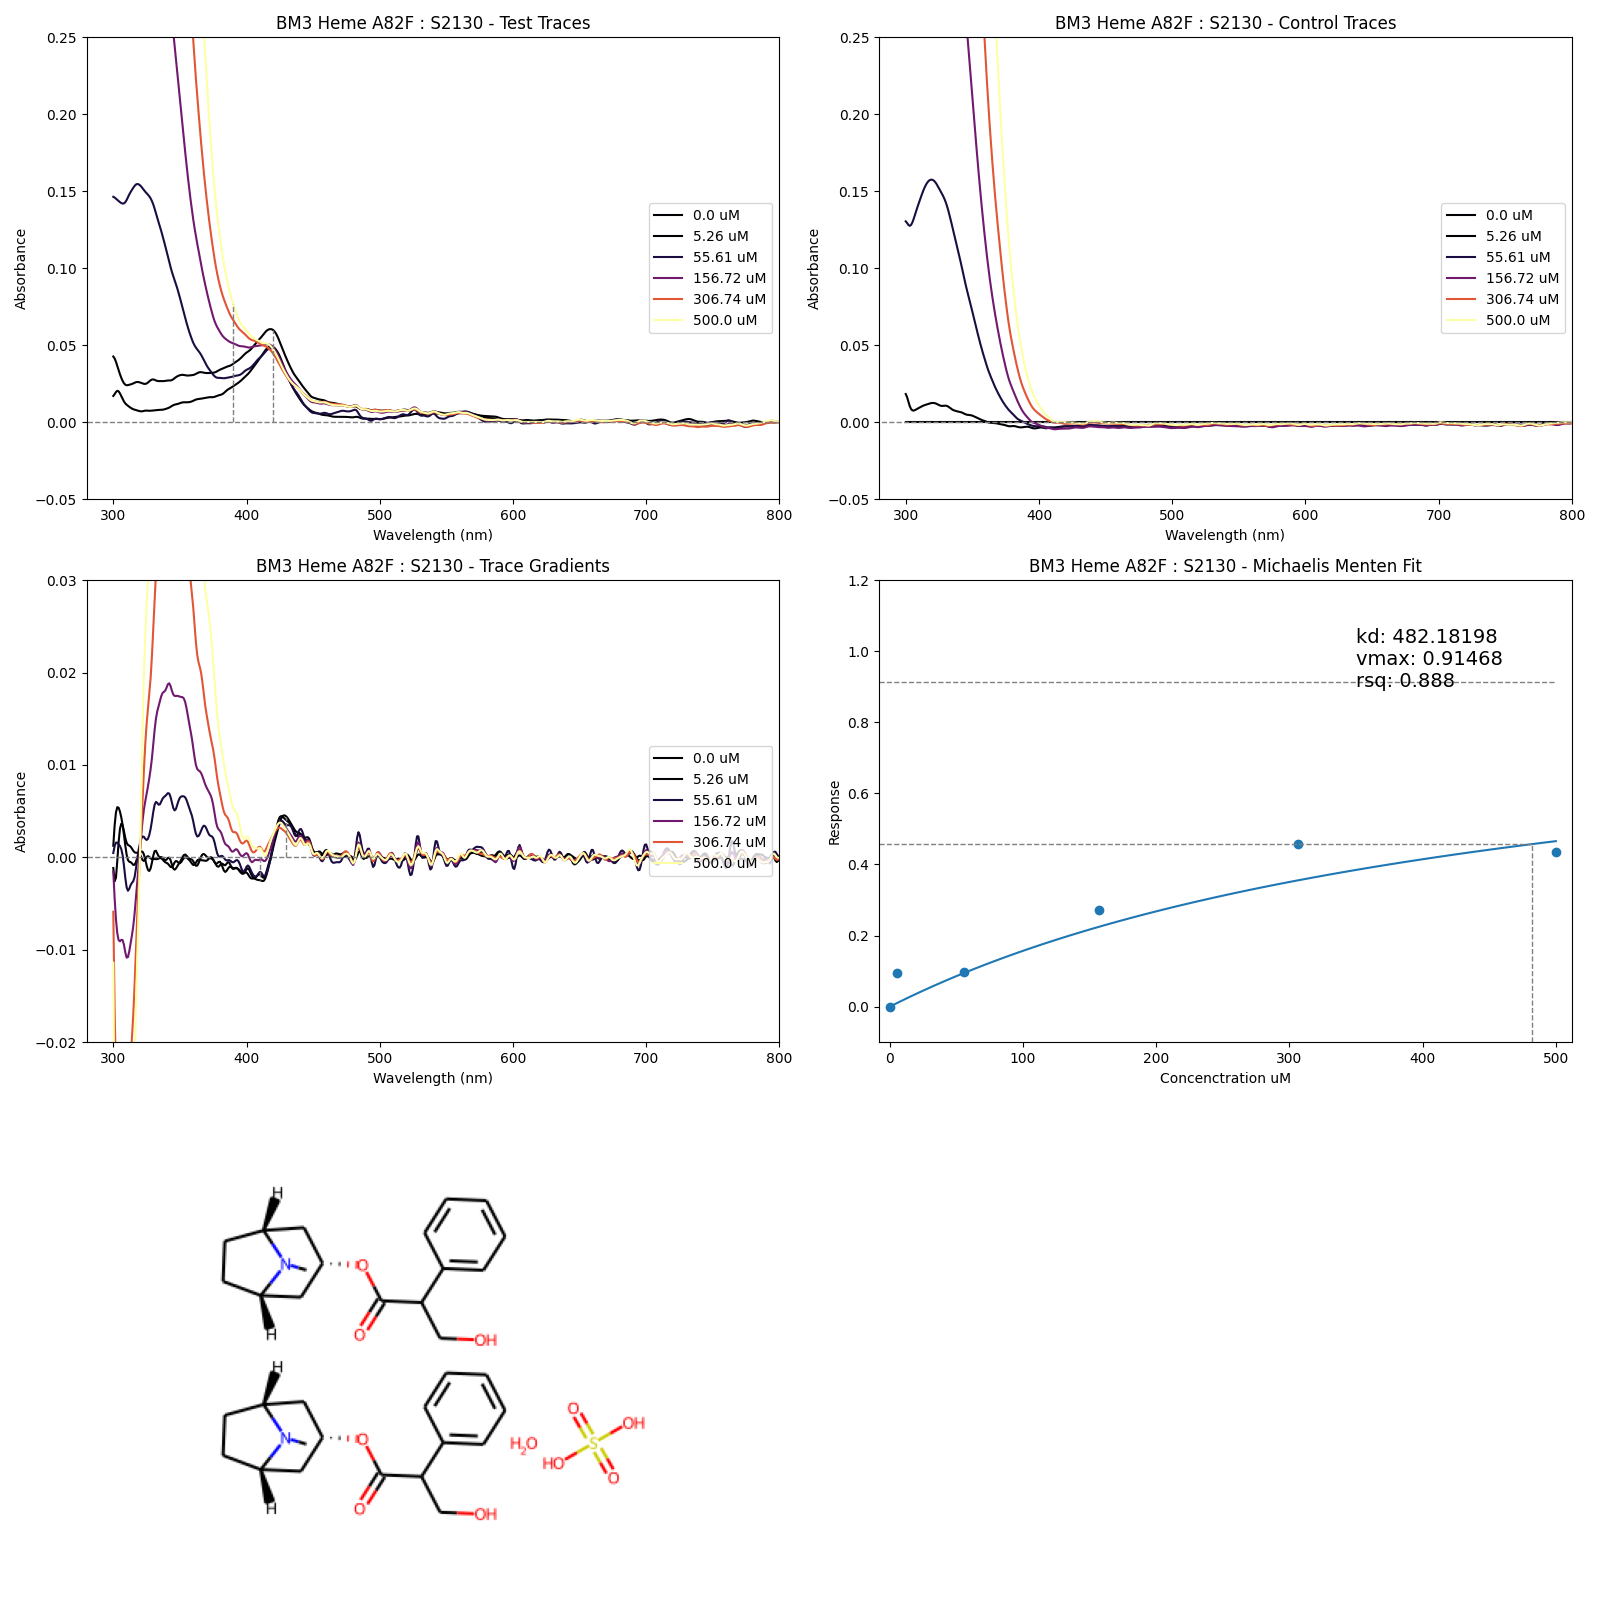 BM3 Heme A82F : S2130 - Test Traces
0.25
0.20
0.15
0.10
0.05
0.00
−0.05
Absorbance
300 400 500 600 700 800
Wavelength (nm)
0.0 uM
5.26 uM
55.61 uM
156.72 uM
306.74 uM
500.0 uM
BM3 Heme A82F : S2130 - Control Traces
0.25
0.20
0.15
0.10
0.05
0.00
−0.05
Absorbance
300 400 500 600 700 800
Wavelength (nm)
0.0 uM
5.26 uM
55.61 uM
156.72 uM
306.74 uM
500.0 uM
BM3 Heme A82F : S2130 - Trace Gradients
0.03
0.02
0.01
0.00
−0.01
−0.02
Absorbance
300 400 500 600 700 800
Wavelength (nm)
0.0 uM
5.26 uM
55.61 uM
156.72 uM
306.74 uM
500.0 uM
BM3 Heme A82F : S2130 - Michaelis Menten Fit
1.2
1.0
0.8
0.6
0.4
0.2
0.0
Response
0 100 200 300 400 500
Concenctration uM
kd: 482.18198
vmax: 0.91468
rsq: 0.888
H
N
O
O
OH
H
H
N
O
O
OH
H
H2O
O
OH
S
HO
O